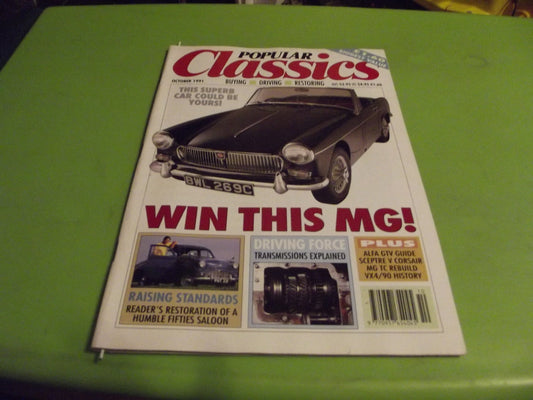 POPULAR
Classics
OCTOBER 1991
BUYING DRIVING RESTORING
THIS SUPERB
CAR COULD BE
YOURS!
BWL 269C
WIN THIS MG!
RAISING STANDARDS
READER'S RESTORATION OF A
HUMBLE FIFTIES SALOON
DRIVING FORCE
TRANSMISSIONS EXPLAINED
PLUS
ALFA GTV GUIDE
SCEPTRE V CORSAIR
MG TC REBUILD
VX4/90 HISTORY
10